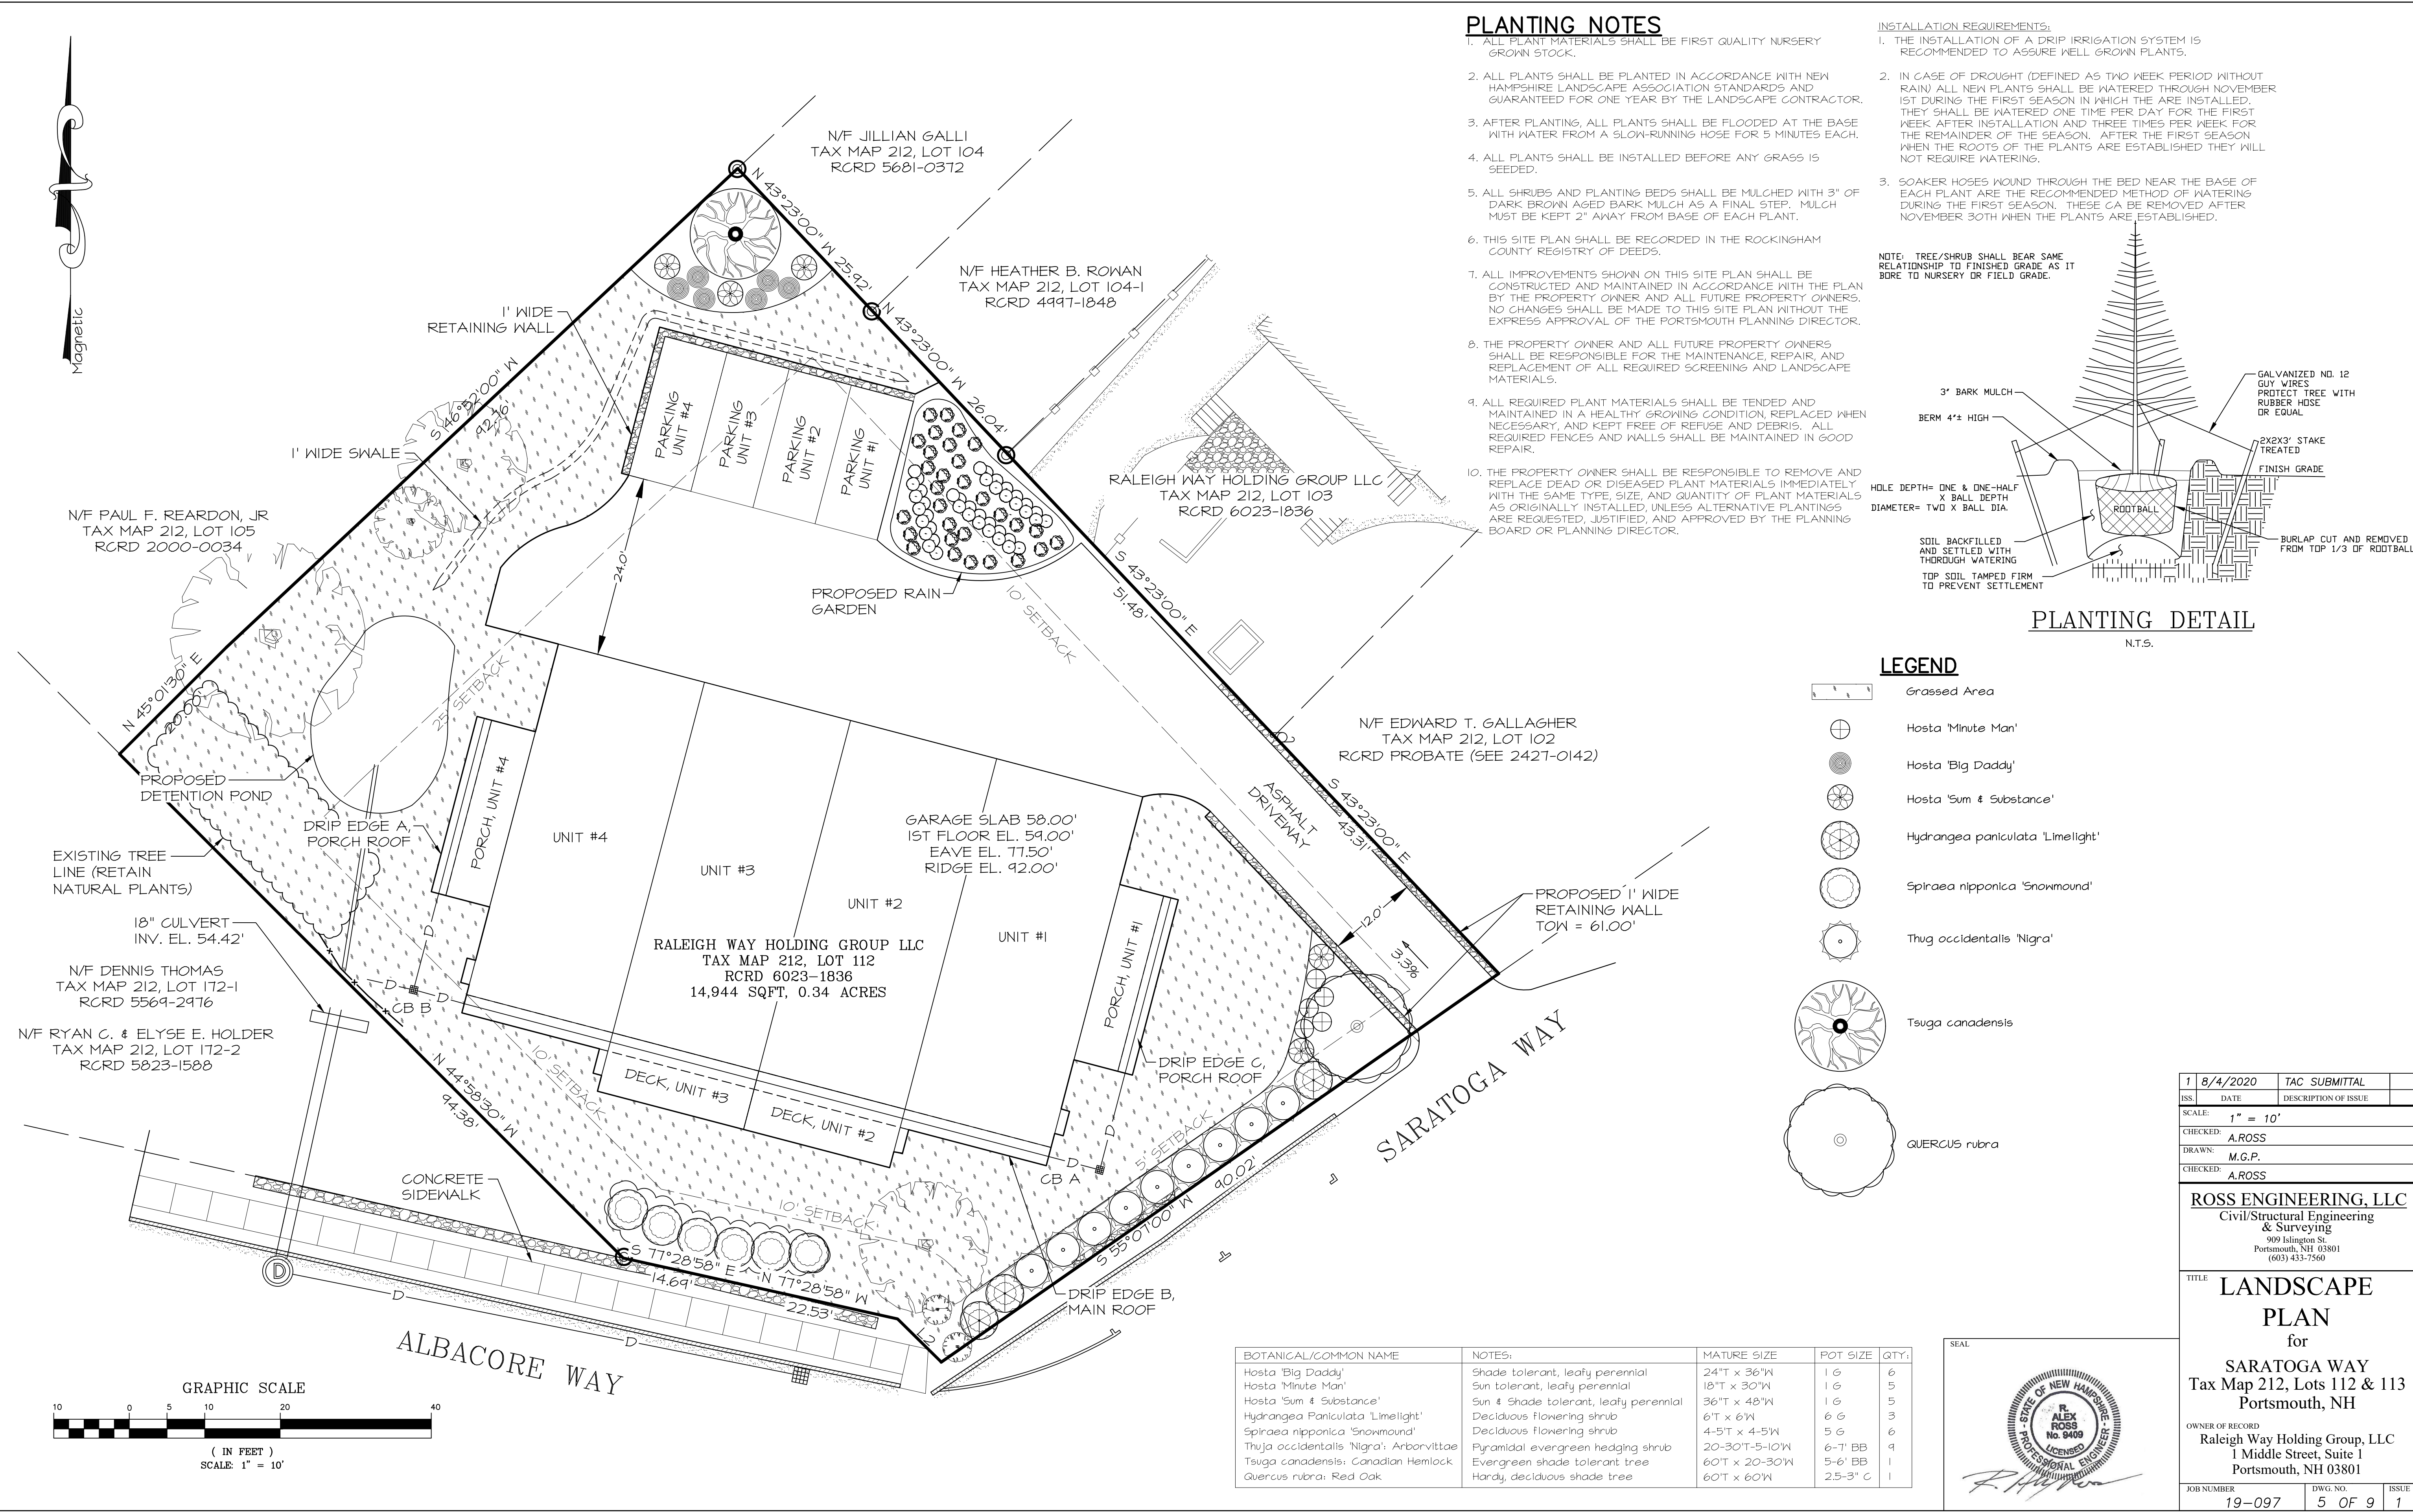 PLANTING NOTES
1. ALL PLANT MATERIALS SHALL BE FIRST QUALITY NURSERY
GROWN STOCK.
2. ALL PLANTS SHALL BE PLANTED IN ACCORDANCE WITH NEW
HAMPSHIRE LANDSCAPE ASSOCIATION STANDARDS AND
GUARANTEED FOR ONE YEAR BY THE LANDSCAPE CONTRACTOR.
3. AFTER PLANTING, ALL PLANTS SHALL BE FLOODED AT THE BASE
WITH WATER FROM A SLOW-RUNNING HOSE FOR 5 MINUTES EACH.
4. ALL PLANTS SHALL BE INSTALLED BEFORE ANY GRASS IS
SEEDED.
5. ALL SHRUBS AND PLANTING BEDS SHALL BE MULCHED WITH 3" OF
DARK BROWN AGED BARK MULCH AS A FINAL STEP. MULCH
MUST BE KEPT 2" AWAY FROM BASE OF EACH PLANT.
6. THIS SITE PLAN SHALL BE RECORDED IN THE ROCKINGHAM
COUNTY REGISTRY OF DEEDS.
7. ALL IMPROVEMENTS SHOWN ON THIS SITE PLAN SHALL BE
CONSTRUCTED AND MAINTAINED IN ACCORDANCE WITH THE PLAN
BY THE PROPERTY OWNER AND ALL FUTURE PROPERTY OWNERS.
NO CHANGES SHALL BE MADE TO THIS SITE PLAN WITHOUT THE
EXPRESS APPROVAL OF THE PORTSMOUTH PLANNING DIRECTOR.
8. THE PROPERTY OWNER AND ALL FUTURE PROPERTY OWNERS
SHALL BE RESPONSIBLE FOR THE MAINTENANCE, REPAIR, AND
REPLACEMENT OF ALL REQUIRED SCREENING AND LANDSCAPE
MATERIALS.
9. ALL REQUIRED PLANT MATERIALS SHALL BE TENDED AND
MAINTAINED IN A HEALTHY GROWING CONDITION, REPLACED WHEN
NECESSARY, AND KEPT FREE OF REFUSE AND DEBRIS. ALL
REQUIRED FENCES AND WALLS SHALL BE MAINTAINED IN GOOD
REPAIR.
10. THE PROPERTY OWNER SHALL BE RESPONSIBLE TO REMOVE AND
REPLACE DEAD OR DISEASED PLANT MATERIALS IMMEDIATELY
WITH THE SAME TYPE, SIZE, AND QUANTITY OF PLANT MATERIALS
AS ORIGINALLY INSTALLED, UNLESS ALTERNATIVE PLANTINGS
ARE REQUESTED, JUSTIFIED, AND APPROVED BY THE PLANNING
BOARD OR PLANNING DIRECTOR.
INSTALLATION REQUIREMENTS:
1. THE INSTALLATION OF A DRIP IRRIGATION SYSTEM IS
RECOMMENDED TO ASSURE WELL GROWN PLANTS.
2. IN CASE OF DROUGHT (DEFINED AS TWO WEEK PERIOD WITHOUT
RAIN) ALL NEW PLANTS SHALL BE WATERED THROUGH NOVEMBER
1ST DURING THE FIRST SEASON IN WHICH THE ARE INSTALLED.
THEY SHALL BE WATERED ONE TIME PER DAY FOR THE FIRST
WEEK AFTER INSTALLATION AND THREE TIMES PER WEEK FOR
THE REMAINDER OF THE SEASON. AFTER THE FIRST SEASON
WHEN THE ROOTS OF THE PLANTS ARE ESTABLISHED THEY WILL
NOT REQUIRE WATERING.
3. SOAKER HOSES WOUND THROUGH THE BED NEAR THE BASE OF
EACH PLANT ARE THE RECOMMENDED METHOD OF WATERING
DURING THE FIRST SEASON. THESE CA BE REMOVED AFTER
NOVEMBER 30TH WHEN THE PLANTS ARE ESTABLISHED.
NOTE: TREE/SHRUB SHALL BEAR SAME
RELATIONSHIP TO FINISHED GRADE AS IT
BORE TO NURSERY OR FIELD GRADE.
3" BARK MULCH
BERM 4"± HIGH
GALVANIZED NO. 12
GUY WIRES
PROTECT TREE WITH
RUBBER HOSE
OR EQUAL
2X2X3' STAKE
TREATED
FINISH GRADE
HOLE DEPTH= ONE & ONE-HALF
X BALL DEPTH
DIAMETER= TWO X BALL DIA.
ROOTBALL
SOIL BACKFILLED
AND SETTLED WITH
THOROUGH WATERING
BURLAP CUT AND REMOVED
FROM TOP 1/3 OF ROOTBALL
TOP SOIL TAMPED FIRM
TO PREVENT SETTLEMENT
PLANTING DETAIL
N.T.S.
LEGEND
Grassed Area
Hosta 'Minute Man'
Hosta 'Big Daddy'
Hosta 'Sum & Substance'
Hydrangea paniculata 'Limelight'
Spiraea nipponica 'Snowmound'
Thug occidentalis 'Nigra'
Tsuga canadensis
QUERCUS rubra
Magnetic
N/F JILLIAN GALLI
TAX MAP 212, LOT 104
RCRD 5681-0372
N 43°23'00" W 25.92'
N/F HEATHER B. ROWAN
TAX MAP 212, LOT 104-1
RCRD 4997-1848
N 43°23'00" W 26.04'
1' WIDE
RETAINING WALL
S 46°52'00" W
112.76'
1' WIDE SWALE
PARKING
UNIT #4
PARKING
UNIT #3
PARKING
UNIT #2
PARKING
UNIT #1
RALEIGH WAY HOLDING GROUP LLC
TAX MAP 212, LOT 103
RCRD 6023-1836
N/F PAUL F. REARDON, JR
TAX MAP 212, LOT 105
RCRD 2000-0034
24.0'
PROPOSED RAIN
GARDEN
10' SETBACK
S 43°23'00" E
51.48'
N 45°01'30" E
20.00'
25' SETBACK
N/F EDWARD T. GALLAGHER
TAX MAP 212, LOT 102
RCRD PROBATE (SEE 2427-0142)
PROPOSED
DETENTION POND
ASPHALT
DRIVEWAY
S 43°23'00" E
43.31'
DRIP EDGE A,
PORCH ROOF
PORCH, UNIT #4
UNIT #4
UNIT #3
UNIT #2
UNIT #1
GARAGE SLAB 58.00'
1ST FLOOR EL. 59.00'
EAVE EL. 77.50'
RIDGE EL. 92.00'
EXISTING TREE
LINE (RETAIN
NATURAL PLANTS)
PROPOSED 1' WIDE
RETAINING WALL
TOW = 61.00'
12.0'
3.3%
18" CULVERT
INV. EL. 54.42'
RALEIGH WAY HOLDING GROUP LLC
TAX MAP 212, LOT 112
RCRD 6023-1836
14,944 SQFT, 0.34 ACRES
PORCH, UNIT #1
N/F DENNIS THOMAS
TAX MAP 212, LOT 172-1
RCRD 5569-2976
D
D
D
CB B
N/F RYAN C. & ELYSE E. HOLDER
TAX MAP 212, LOT 172-2
RCRD 5823-1588
N 44°58'30" W
94.38'
10' SETBACK
DECK, UNIT #3
DECK, UNIT #2
DRIP EDGE C,
PORCH ROOF
D
D
CB A
5' SETBACK
SARATOGA WAY
CONCRETE
SIDEWALK
10' SETBACK
S 55°07'00" W 90.02'
S 77°28'58" E
14.69'
N 77°28'58" W
22.53'
L2
DRIP EDGE B,
MAIN ROOF
D
D
D
ALBACORE WAY
GRAPHIC SCALE
10 0 5 10 20 40
( IN FEET )
SCALE: 1" = 10'
BOTANICAL/COMMON NAME NOTES: MATURE SIZE POT SIZE QTY:
Hosta 'Big Daddy' Shade tolerant, leafy perennial 24"T x 36"W 1 G 6
Hosta 'Minute Man' Sun tolerant, leafy perennial 18"T x 30"W 1 G 5
Hosta 'Sum & Substance' Sun & Shade tolerant, leafy perennial 36"T x 48"W 1 G 5
Hydrangea Paniculata 'Limelight' Deciduous flowering shrub 6'T x 6'W 6 G 3
Spiraea nipponica 'Snowmound' Deciduous flowering shrub 4-5'T x 4-5'W 5 G 6
Thuja occidentalis 'Nigra': Arborvittae Pyramidal evergreen hedging shrub 20-30'T-5-10'W 6-7' BB 9
Tsuga canadensis: Canadian Hemlock Evergreen shade tolerant tree 60'T x 20-30'W 5-6' BB 1
Quercus rubra: Red Oak Hardy, deciduous shade tree 60'T x 60'W 2.5-3" C 1
SEAL
STATE OF NEW HAMPSHIRE
R.
ALEX
ROSS
No. 9409
LICENSED
PROFESSIONAL ENGINEER
1 8/4/2020 TAC SUBMITTAL
ISS. DATE DESCRIPTION OF ISSUE
SCALE: 1" = 10'
CHECKED: A.ROSS
DRAWN: M.G.P.
CHECKED: A.ROSS
ROSS ENGINEERING, LLC
Civil/Structural Engineering
& Surveying
909 Islington St.
Portsmouth, NH 03801
(603) 433-7560
TITLE
LANDSCAPE
PLAN
for
SARATOGA WAY
Tax Map 212, Lots 112 & 113
Portsmouth, NH
OWNER OF RECORD
Raleigh Way Holding Group, LLC
1 Middle Street, Suite 1
Portsmouth, NH 03801
JOB NUMBER DWG. NO. ISSUE
19-097 5 OF 9 1